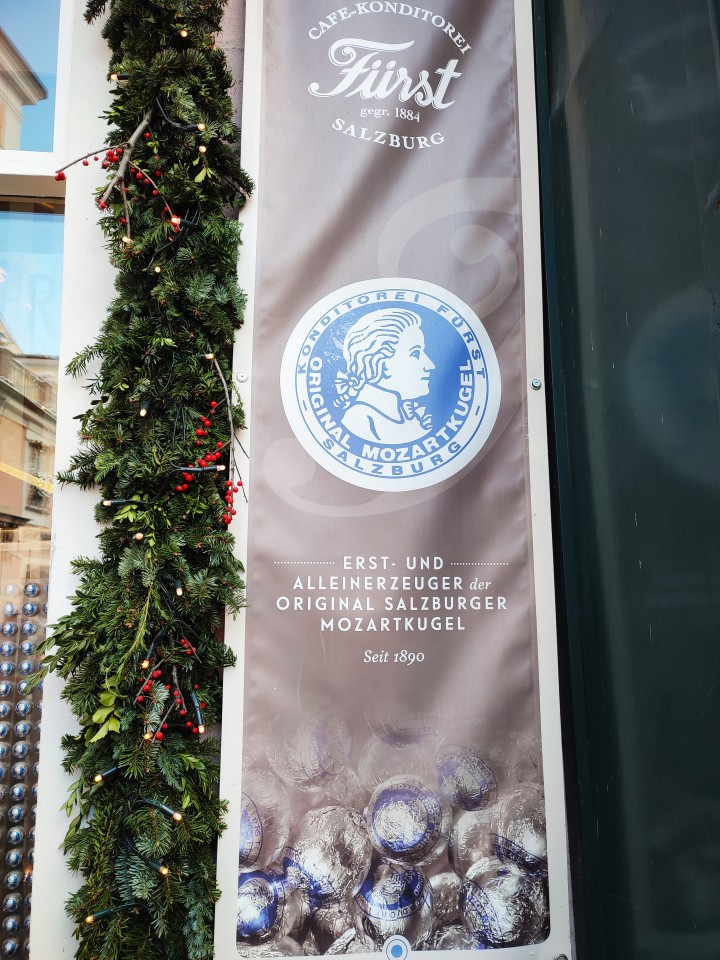 CAFE-KONDITOREI
Fürst
gegr. 1884
SALZBURG
KONDITOREI FÜRST
ORIGINAL MOZARTKUGEL
SALZBURG
ERST- UND
ALLEINERZEUGER der
ORIGINAL SALZBURGER
MOZARTKUGEL
Seit 1890